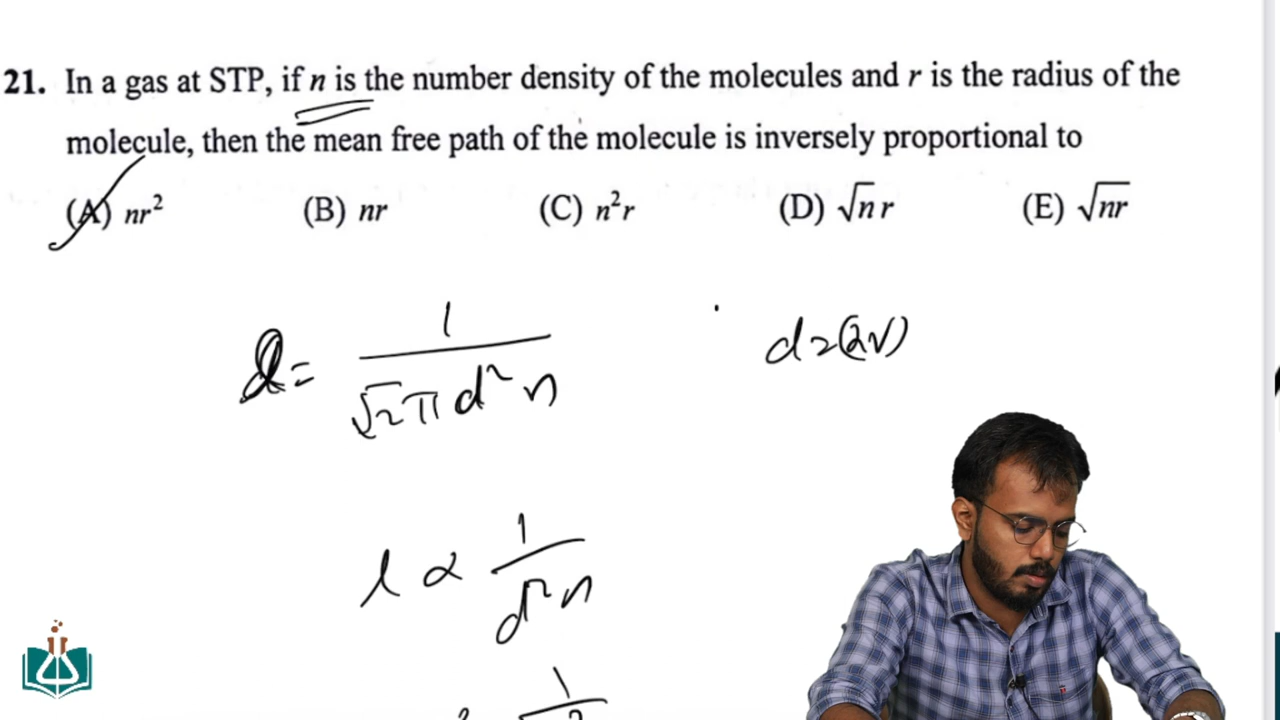 21. In a gas at STP, if n is the number density of the molecules and r is the radius of the
molecule, then the mean free path of the molecule is inversely proportional to
(A) nr² (B) nr (C) n²r (D) √n r (E) √nr
l = 1 / √2 π d² n d = (2r)
l ∝ 1 / d² n
1